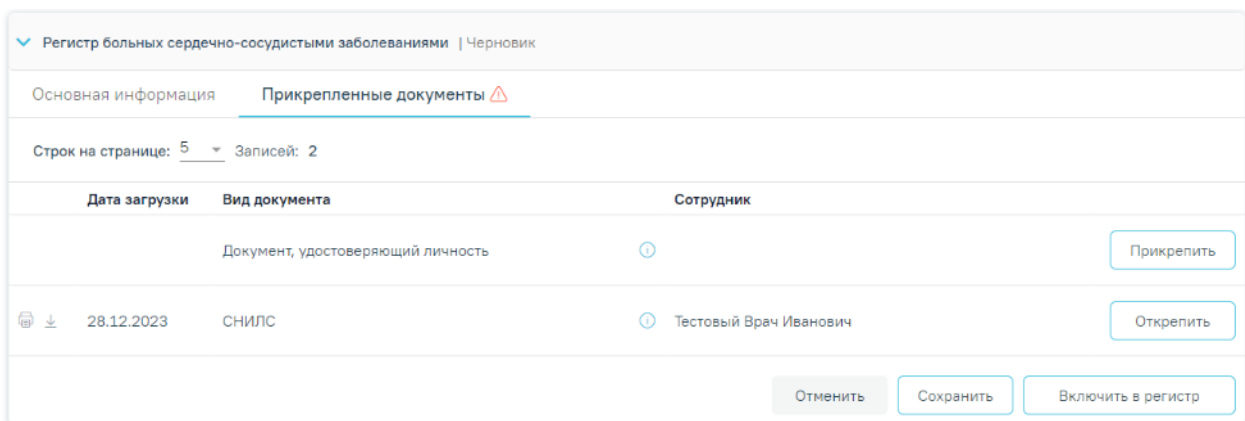 Регистр больных сердечно-сосудистыми заболеваниями | Черновик
Основная информация Прикрепленные документы
Строк на странице: 5 Записей: 2
Дата загрузки Вид документа Сотрудник
Документ, удостоверяющий личность Прикрепить
28.12.2023 СНИЛС Тестовый Врач Иванович Открепить
Отменить Сохранить Включить в регистр